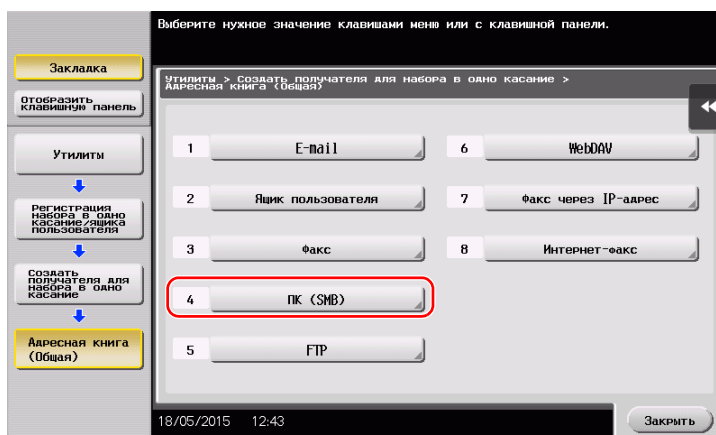 Выберите нужное значение клавишами меню или с клавишной панели.
Закладка
Отобразить
клавишную панель
Утилиты
Регистрация
набора в одно
касание/ящика
пользователя
Создать
получателя для
набора в одно
касание
Адресная книга
(Общая)
Утилиты > Создать получателя для набора в одно касание >
Адресная книга (Общая)
1 E-mail
2 Ящик пользователя
3 Факс
4 ПК (SMB)
5 FTP
6 WebDAV
7 Факс через IP-адрес
8 Интернет-факс
18/05/2015 12:43
Закрыть